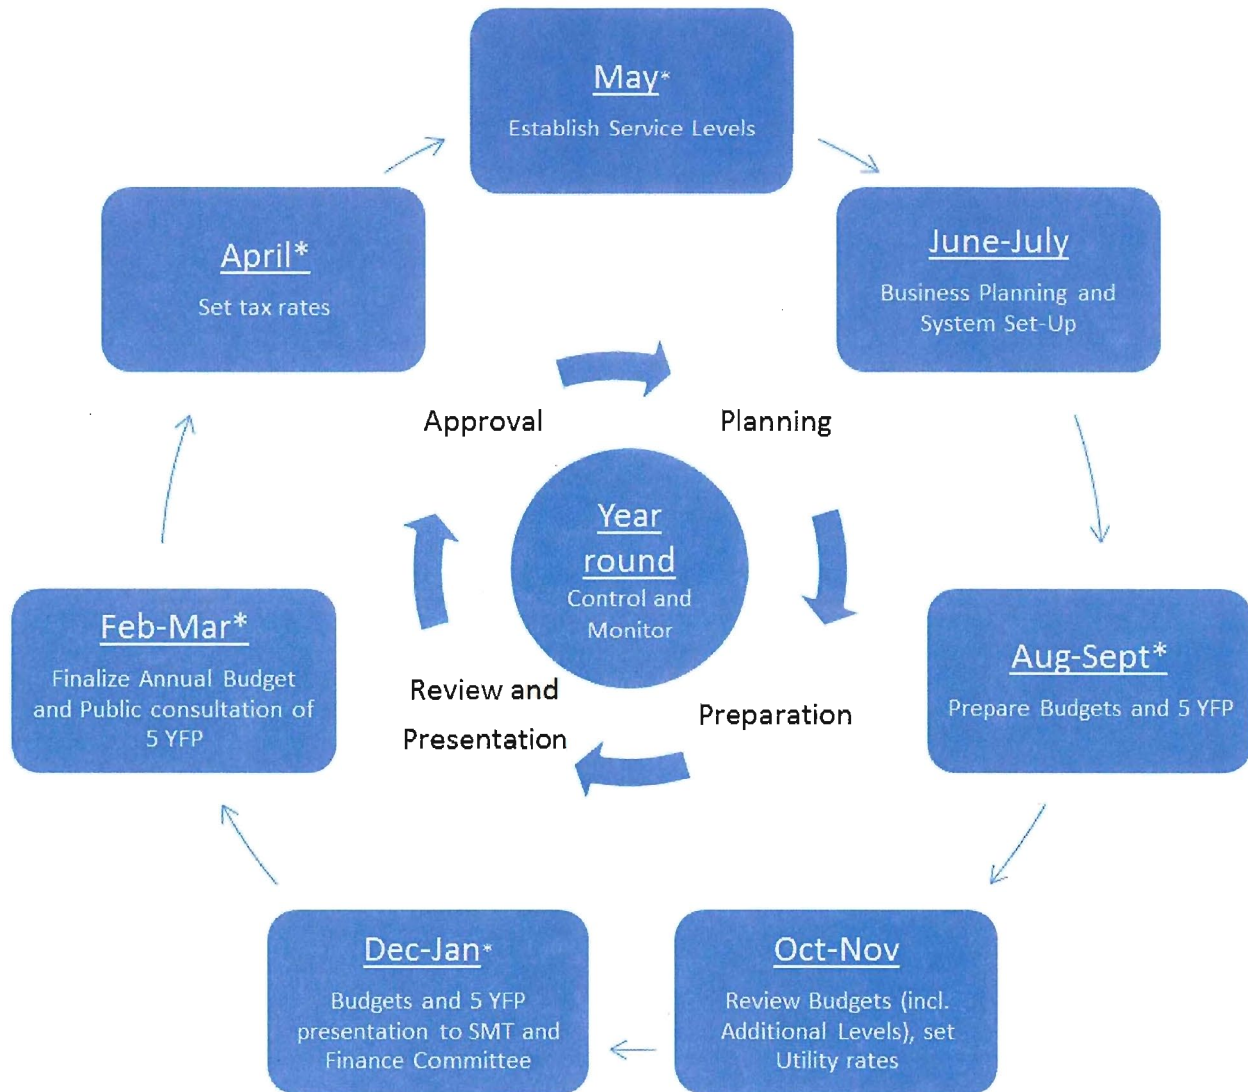 May*
Establish Service Levels
June-July
Business Planning and
System Set-Up
Aug-Sept*
Prepare Budgets and 5 YFP
Oct-Nov
Review Budgets (incl.
Additional Levels), set
Utility rates
Dec-Jan*
Budgets and 5 YFP
presentation to SMT and
Finance Committee
Feb-Mar*
Finalize Annual Budget
and Public consultation of
5 YFP
April*
Set tax rates
Approval
Planning
Preparation
Review and
Presentation
Year
round
Control and
Monitor